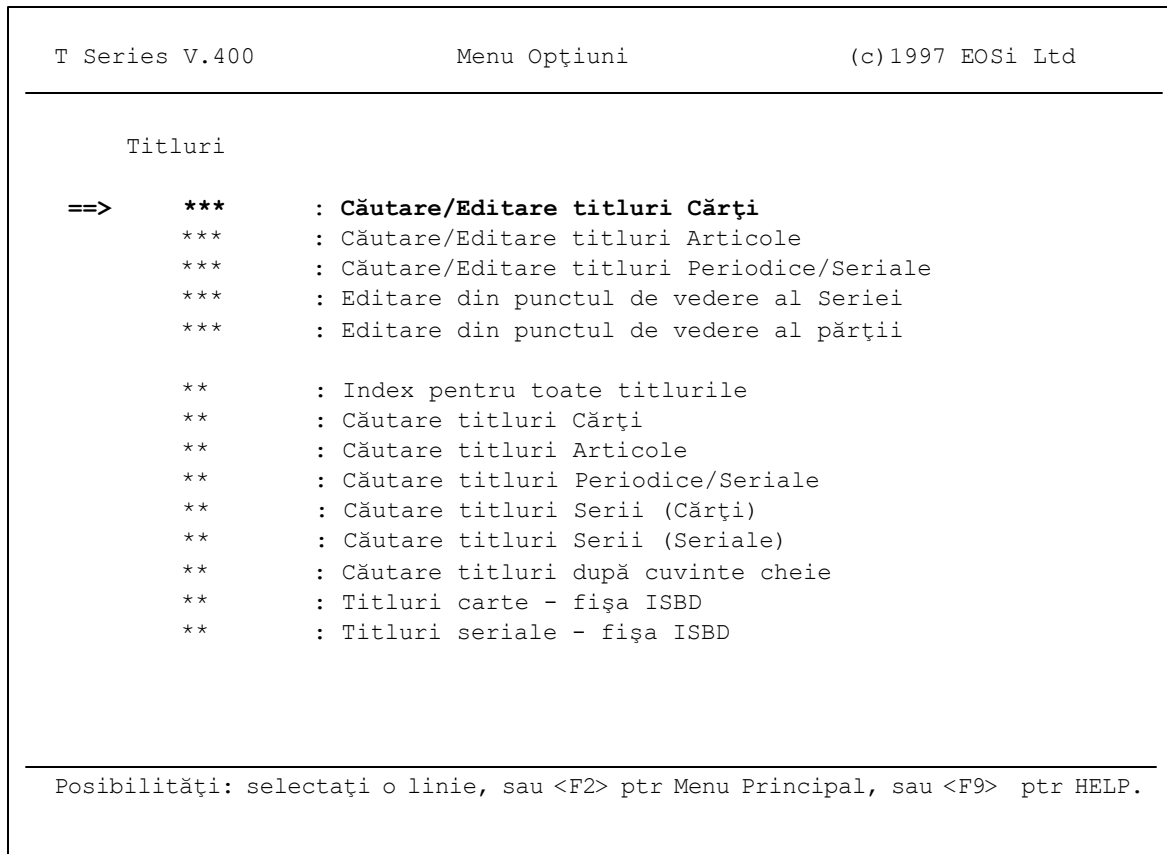 T Series V.400 Menu Opţiuni (c)1997 EOSi Ltd
Titluri
==> *** : Căutare/Editare titluri Cărţi
*** : Căutare/Editare titluri Articole
*** : Căutare/Editare titluri Periodice/Seriale
*** : Editare din punctul de vedere al Seriei
*** : Editare din punctul de vedere al părţii
** : Index pentru toate titlurile
** : Căutare titluri Cărţi
** : Căutare titluri Articole
** : Căutare titluri Periodice/Seriale
** : Căutare titluri Serii (Cărţi)
** : Căutare titluri Serii (Seriale)
** : Căutare titluri după cuvinte cheie
** : Titluri carte - fişa ISBD
** : Titluri seriale - fişa ISBD
Posibilităţi: selectaţi o linie, sau <F2> ptr Menu Principal, sau <F9> ptr HELP.